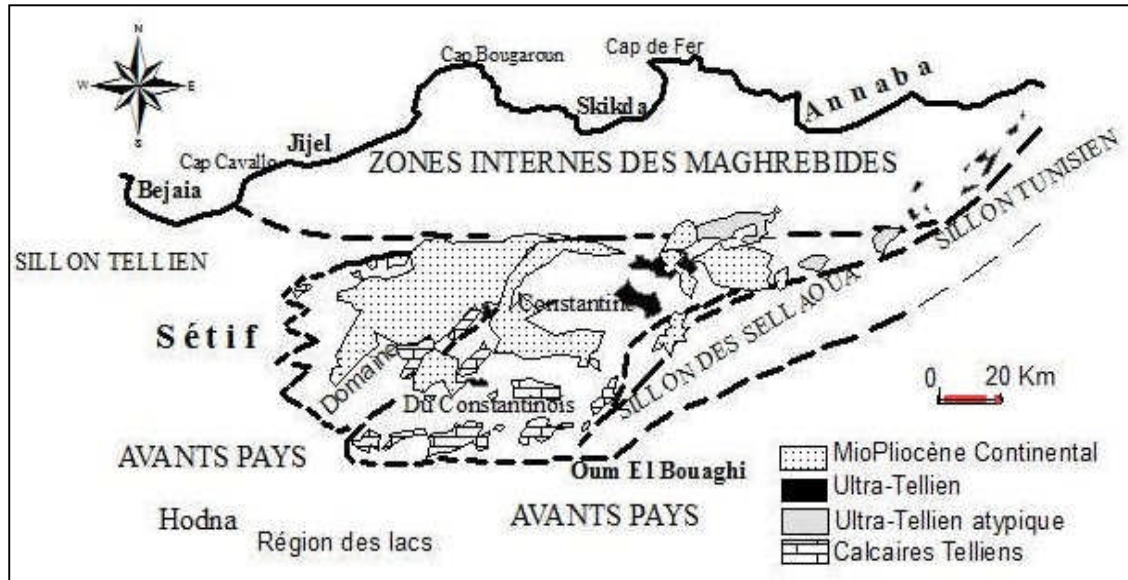 N
W
E
S
Cap Bougaroun
Cap de Fer
Skikda
Annaba
Jijel
Cap Cavallo
ZONES INTERNES DES MAGHREBIDES
Bejaia
SILLON TUNISIEN
SILLON TELLIEN
Constantine
Sétif
SILLON DES SELLAOUA
Domaine
Du Constantinois
0 20 Km
AVANTS PAYS
Oum El Bouaghi
MioPliocène Continental
Ultra-Tellien
Hodna
AVANTS PAYS
Ultra-Tellien atypique
Région des lacs
Calcaires Telliens